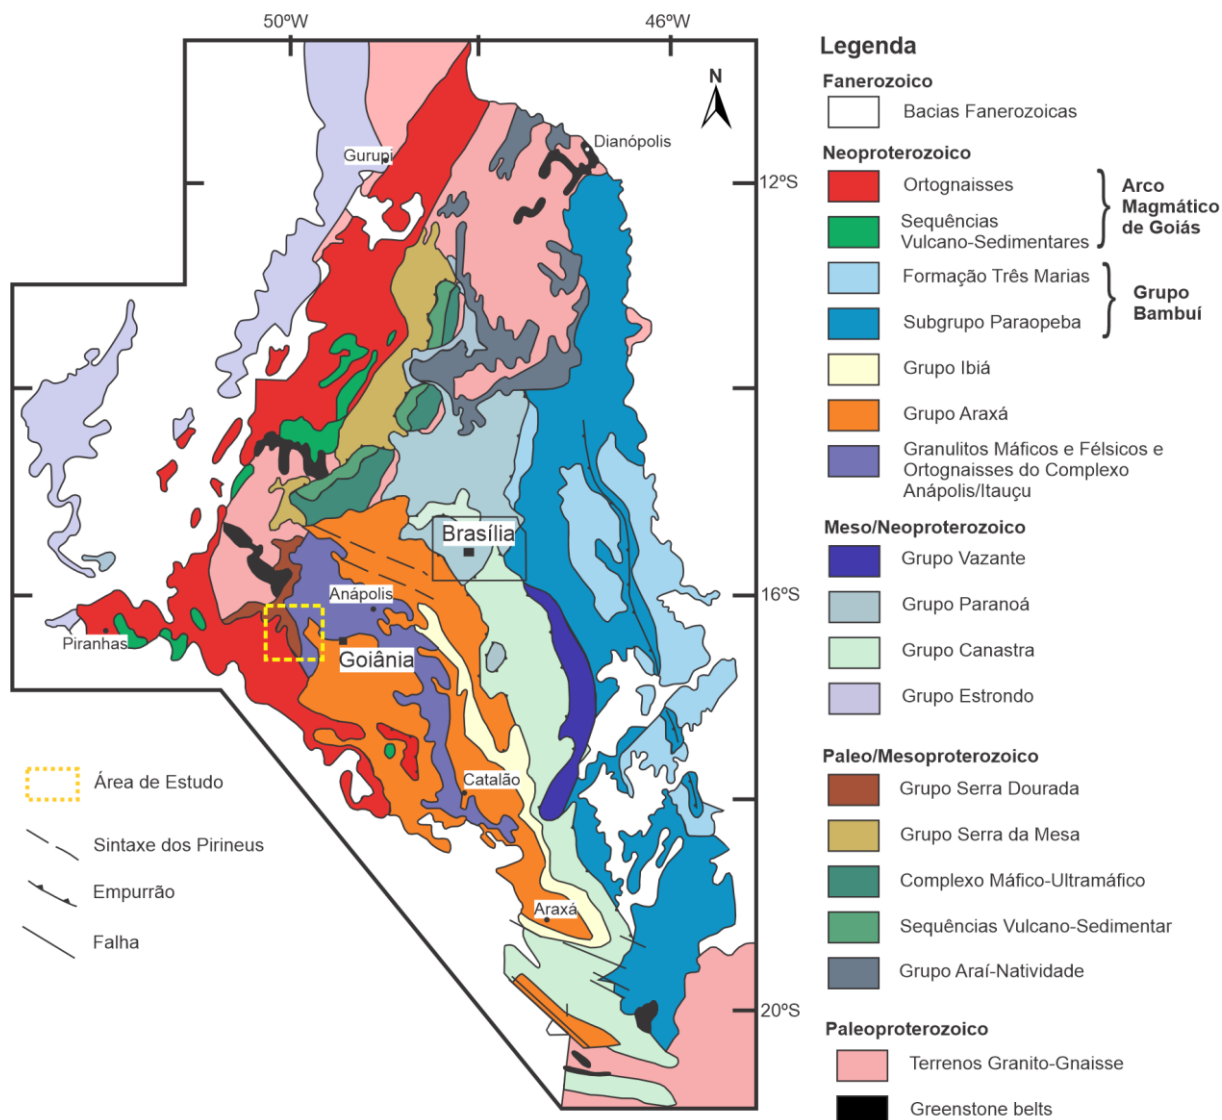 50ºW
46ºW
N
Dianópolis
Gurupi
12ºS
Brasília
Anápolis
16ºS
Piranhas
Goiânia
Catalão
Araxá
20ºS
Área de Estudo
Sintaxe dos Pirineus
Empurrão
Falha
Legenda
Fanerozoico
Bacias Fanerozoicas
Neoproterozoico
Ortognaisses
Sequências
Vulcano-Sedimentares
Arco
Magmático
de Goiás
Formação Três Marias
Subgrupo Paraopeba
Grupo
Bambuí
Grupo Ibiá
Grupo Araxá
Granulitos Máficos e Félsicos e
Ortognaisses do Complexo
Anápolis/Itauçu
Meso/Neoproterozoico
Grupo Vazante
Grupo Paranoá
Grupo Canastra
Grupo Estrondo
Paleo/Mesoproterozoico
Grupo Serra Dourada
Grupo Serra da Mesa
Complexo Máfico-Ultramáfico
Sequências Vulcano-Sedimentar
Grupo Araí-Natividade
Paleoproterozoico
Terrenos Granito-Gnaisse
Greenstone belts